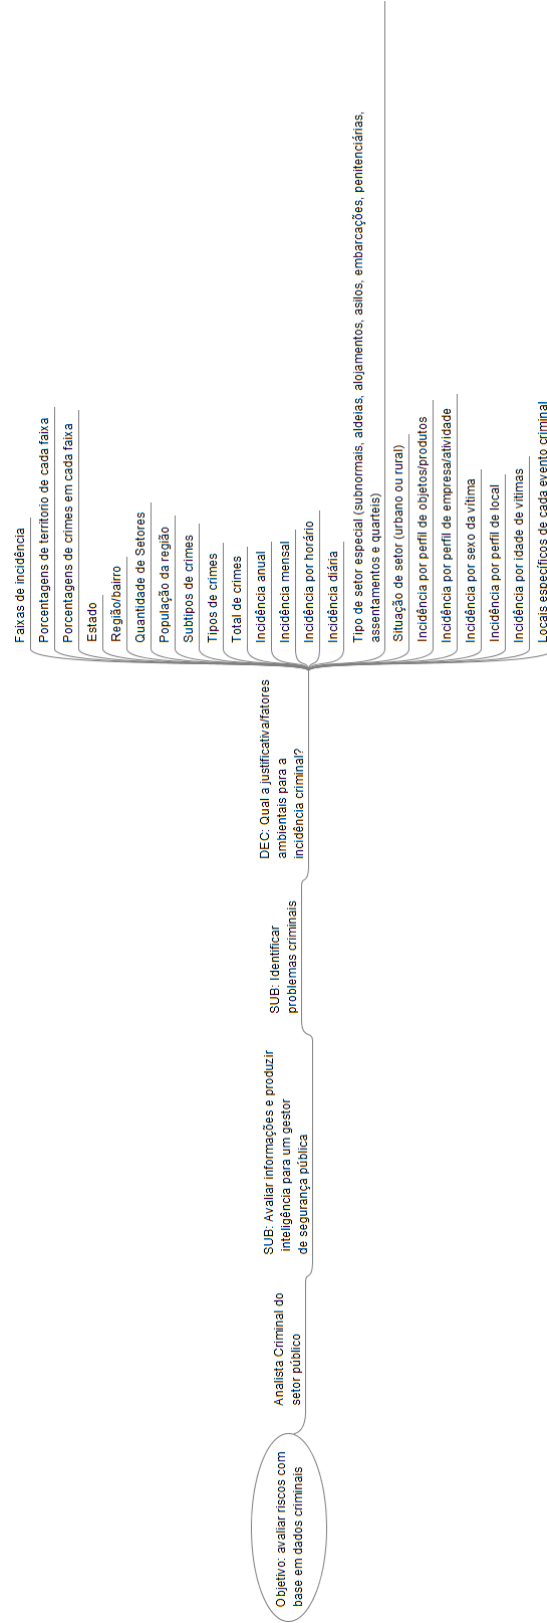 Objetivo: avaliar riscos com
base em dados criminais
Analista Criminal do
setor público
SUB: Avaliar informações e produzir
inteligência para um gestor
de segurança pública
SUB: Identificar
problemas criminais
DEC: Qual a justificativa/fatores
ambientais para a
incidência criminal?
Faixas de incidência
Porcentagens de territorio de cada faixa
Porcentagens de crimes em cada faixa
Estado
Região/bairro
Quantidade de Setores
População da região
Subtipos de crimes
Tipos de crimes
Total de crimes
Incidência anual
Incidência mensal
Incidência por horário
Incidência diária
Tipo de setor especial (subnormais, aldeias, alojamentos, asilos, embarcações, penitenciárias,
assentamentos e quarteis)
Situação de setor (urbano ou rural)
Incidência por perfil de objetos/produtos
Incidência por perfil de empresa/atividade
Incidência por sexo da vítima
Incidência por perfil de local
Incidência por idade de vitimas
Locais específicos de cada evento criminal